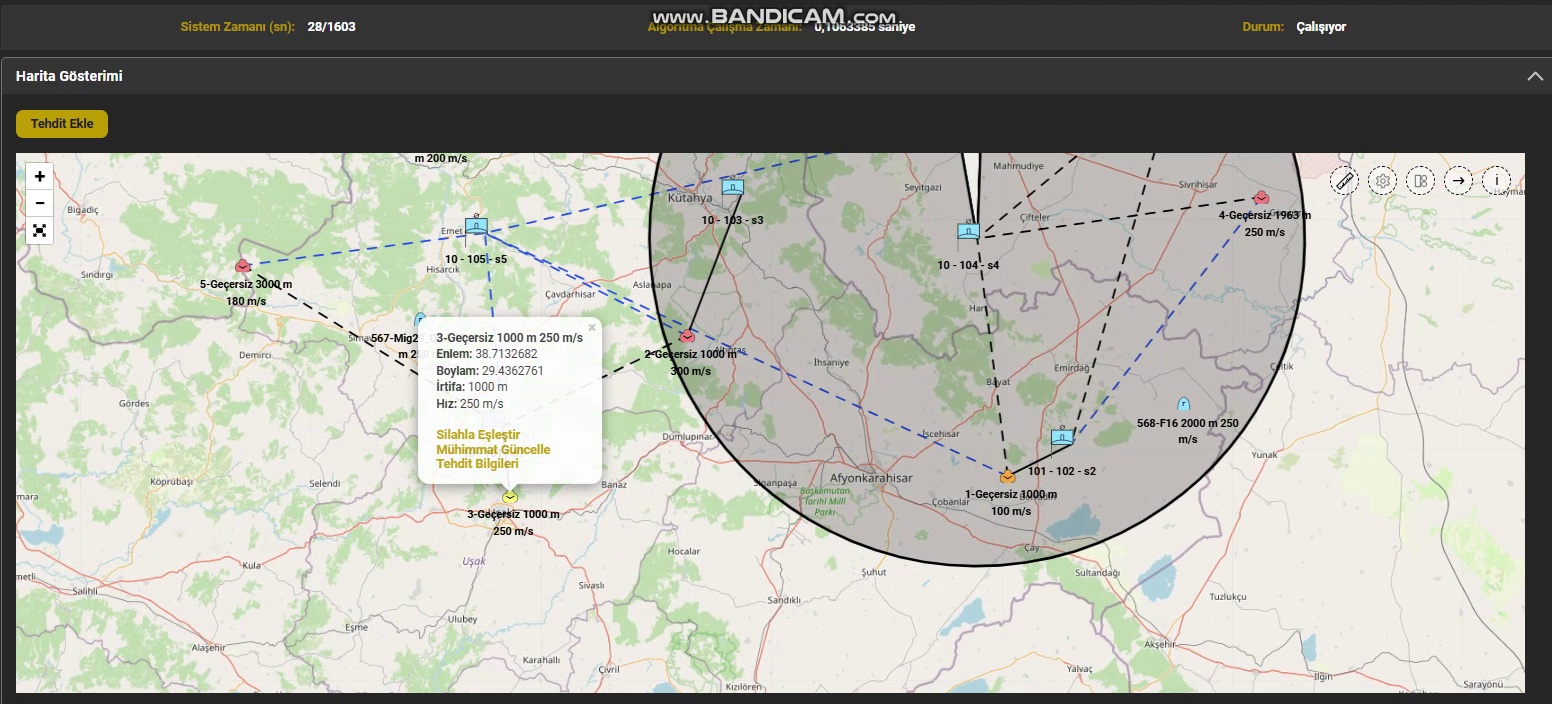 www.BANDICAM.com
Sistem Zamanı (sn): 28/1603
Algoritma Çalışma Zamanı: 0,1063385 saniye
Durum: Çalışıyor
Harita Gösterimi
Tehdit Ekle
m 200 m/s
Mahmudiye
Sivrihisar
Seyitgazi
Kütahya
Bigadiç
10 - 103 - s3
Çifteler
4-Geçersiz 1963 m
250 m/s
Emet
10 - 105 - s5
10 - 104 - s4
Hisarcık
Sındırgı
5-Geçersiz 3000 m
180 m/s
Aslanapa
Çavdarhisar
Han
567-Mig29
3-Geçersiz 1000 m 250 m/s
Enlem: 38.7132682
Boylam: 29.4362761
İrtifa: 1000 m
Hız: 250 m/s
Silahla Eşleştir
Mühimmat Güncelle
Tehdit Bilgileri
Demirci
2-Geçersiz 1000 m
300 m/s
Altıntaş
İhsaniye
Emirdağ
Çeltik
Bayat
Gördes
568-F16 2000 m 250
m/s
Dumlupınar
İscehisar
Yunak
101 - 102 - s2
Köprübaşı
Selendi
Banaz
Sinanpaşa
Afyonkarahisar
Başkomutan
Tarihi Milli
Parkı
Çobanlar
1-Geçersiz 1000 m
100 m/s
3-Geçersiz 1000 m
250 m/s
Hocalar
Çay
Uşak
Kula
Şuhut
Sultandağı
Salihli
Sivaslı
Sandıklı
Tuzlukçu
Eşme
Ulubey
Alaşehir
Akşehir
Karahallı
Çivril
Yalvaç
Ilgın
Kızılören
Sarayönü